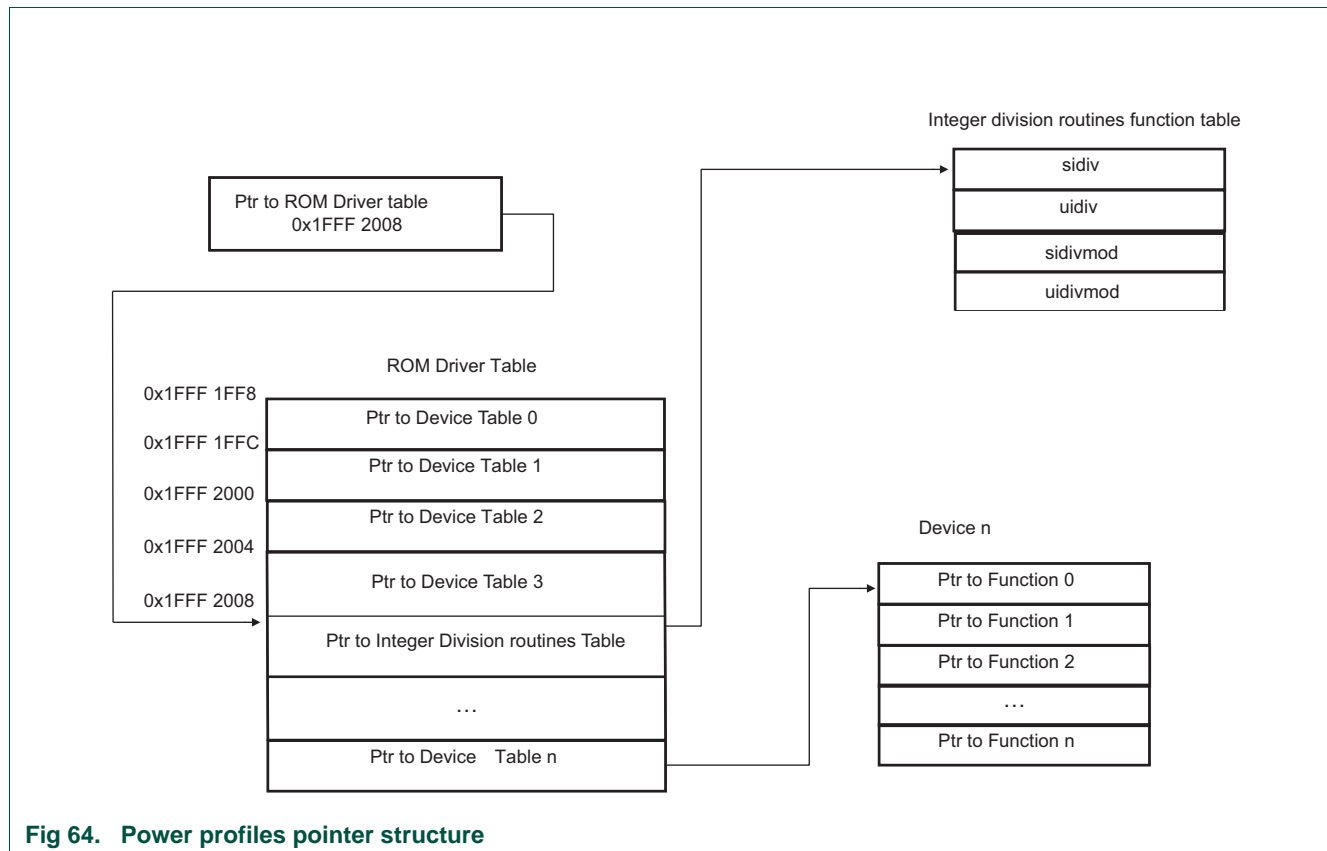 Integer division routines function table
sidiv
uidiv
sidivmod
uidivmod
Ptr to ROM Driver table
0x1FFF 2008
ROM Driver Table
0x1FFF 1FF8
Ptr to Device Table 0
0x1FFF 1FFC
Ptr to Device Table 1
0x1FFF 2000
Ptr to Device Table 2
0x1FFF 2004
Ptr to Device Table 3
0x1FFF 2008
Ptr to Integer Division routines Table
…
Ptr to Device Table n
Device n
Ptr to Function 0
Ptr to Function 1
Ptr to Function 2
…
Ptr to Function n
Fig 64. Power profiles pointer structure